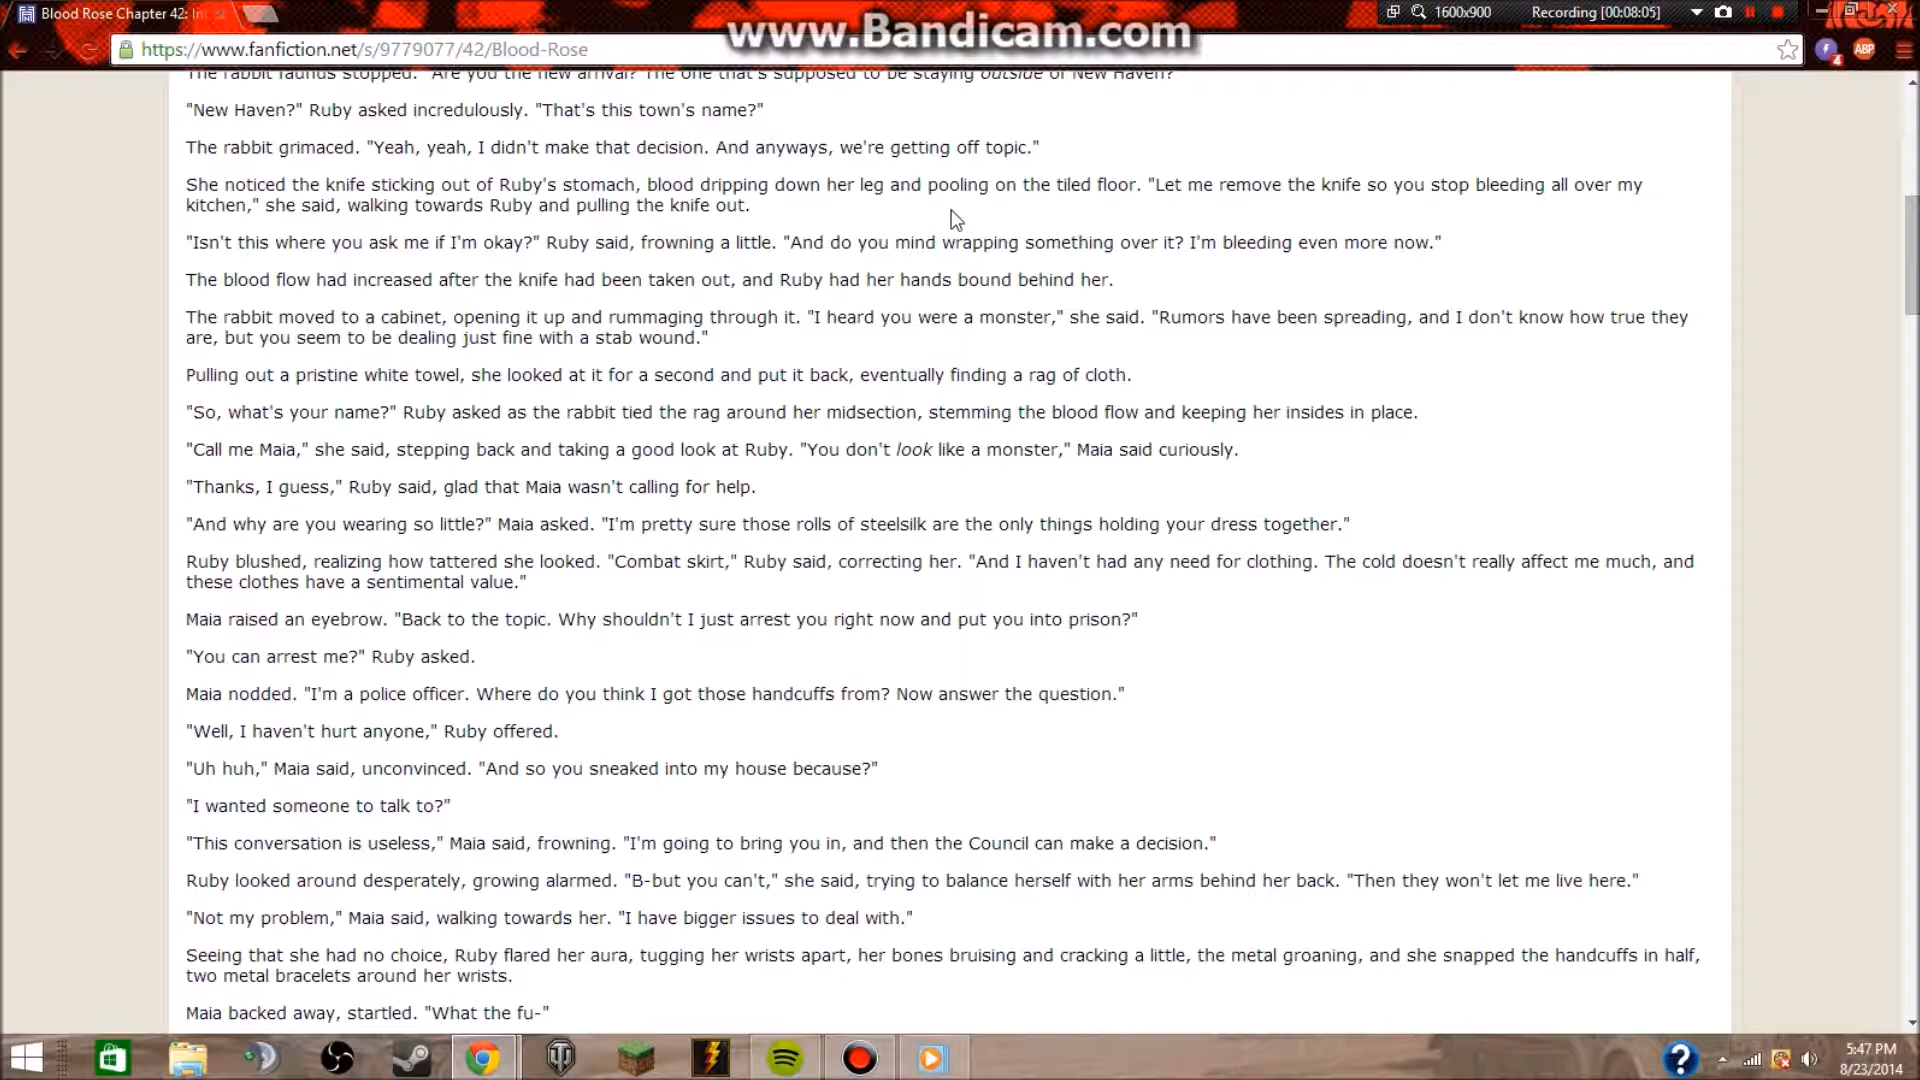 Blood Rose Chapter 42: In
www.Bandicam.com
1600x900
Recording [00:08:05]
https://www.fanfiction.net/s/9779077/42/Blood-Rose
4
ABP
The rabbit faunus stopped. "Are you the new arrival? The one that's supposed to be staying outside of New Haven?"
"New Haven?" Ruby asked incredulously. "That's this town's name?"
The rabbit grimaced. "Yeah, yeah, I didn't make that decision. And anyways, we're getting off topic."
She noticed the knife sticking out of Ruby's stomach, blood dripping down her leg and pooling on the tiled floor. "Let me remove the knife so you stop bleeding all over my
kitchen," she said, walking towards Ruby and pulling the knife out.
"Isn't this where you ask me if I'm okay?" Ruby said, frowning a little. "And do you mind wrapping something over it? I'm bleeding even more now."
The blood flow had increased after the knife had been taken out, and Ruby had her hands bound behind her.
The rabbit moved to a cabinet, opening it up and rummaging through it. "I heard you were a monster," she said. "Rumors have been spreading, and I don't know how true they
are, but you seem to be dealing just fine with a stab wound."
Pulling out a pristine white towel, she looked at it for a second and put it back, eventually finding a rag of cloth.
"So, what's your name?" Ruby asked as the rabbit tied the rag around her midsection, stemming the blood flow and keeping her insides in place.
"Call me Maia," she said, stepping back and taking a good look at Ruby. "You don't look like a monster," Maia said curiously.
"Thanks, I guess," Ruby said, glad that Maia wasn't calling for help.
"And why are you wearing so little?" Maia asked. "I'm pretty sure those rolls of steelsilk are the only things holding your dress together."
Ruby blushed, realizing how tattered she looked. "Combat skirt," Ruby said, correcting her. "And I haven't had any need for clothing. The cold doesn't really affect me much, and
these clothes have a sentimental value."
Maia raised an eyebrow. "Back to the topic. Why shouldn't I just arrest you right now and put you into prison?"
"You can arrest me?" Ruby asked.
Maia nodded. "I'm a police officer. Where do you think I got those handcuffs from? Now answer the question."
"Well, I haven't hurt anyone," Ruby offered.
"Uh huh," Maia said, unconvinced. "And so you sneaked into my house because?"
"I wanted someone to talk to?"
"This conversation is useless," Maia said, frowning. "I'm going to bring you in, and then the Council can make a decision."
Ruby looked around desperately, growing alarmed. "B-but you can't," she said, trying to balance herself with her arms behind her back. "Then they won't let me live here."
"Not my problem," Maia said, walking towards her. "I have bigger issues to deal with."
Seeing that she had no choice, Ruby flared her aura, tugging her wrists apart, her bones bruising and cracking a little, the metal groaning, and she snapped the handcuffs in half,
two metal bracelets around her wrists.
Maia backed away, startled. "What the fu-"
5:47 PM
8/23/2014